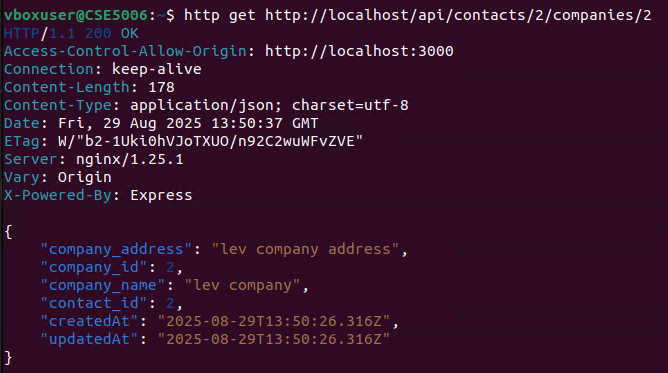 vboxuser@CSE5006:~$ http get http://localhost/api/contacts/2/companies/2
HTTP/1.1 200 OK
Access-Control-Allow-Origin: http://localhost:3000
Connection: keep-alive
Content-Length: 178
Content-Type: application/json; charset=utf-8
Date: Fri, 29 Aug 2025 13:50:37 GMT
ETag: W/"b2-1Uki0hVJoTXUO/n92C2wuWFvZVE"
Server: nginx/1.25.1
Vary: Origin
X-Powered-By: Express
{
    "company_address": "lev company address",
    "company_id": 2,
    "company_name": "lev company",
    "contact_id": 2,
    "createdAt": "2025-08-29T13:50:26.316Z",
    "updatedAt": "2025-08-29T13:50:26.316Z"
}